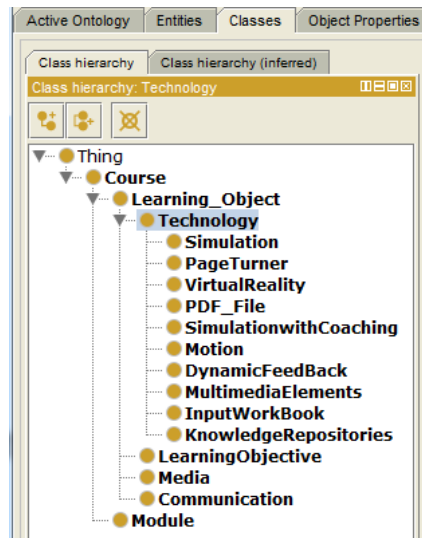 Active Ontology Entities Classes Object Properties
Class hierarchy Class hierarchy (inferred)
Class hierarchy: Technology
Thing
Course
Learning_Object
Technology
Simulation
PageTurner
VirtualReality
PDF_File
SimulationwithCoaching
Motion
DynamicFeedBack
MultimediaElements
InputWorkBook
KnowledgeRepositories
LearningObjective
Media
Communication
Module